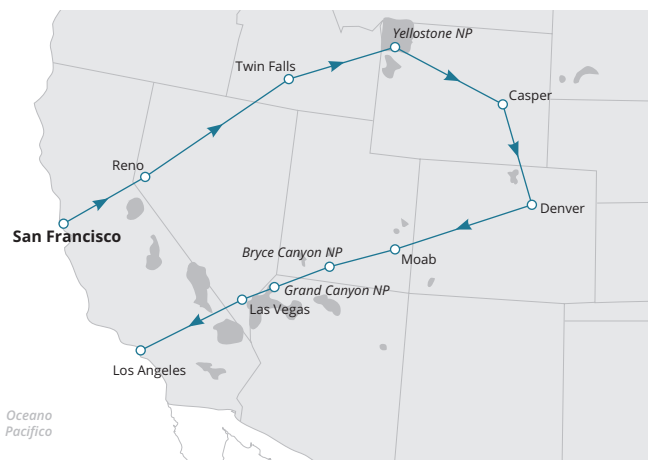 Yellostone NP
Twin Falls
Casper
Reno
Denver
San Francisco
Bryce Canyon NP
Moab
Grand Canyon NP
Las Vegas
Los Angeles
Oceano
Pacifico